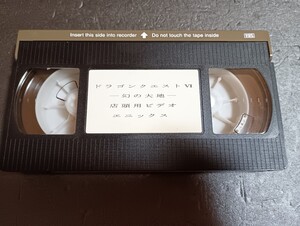 Insert this side into recorder Do not touch the tape inside
ドラゴンクエストⅥ
―幻の大地―
店頭用ビデオ
エニックス